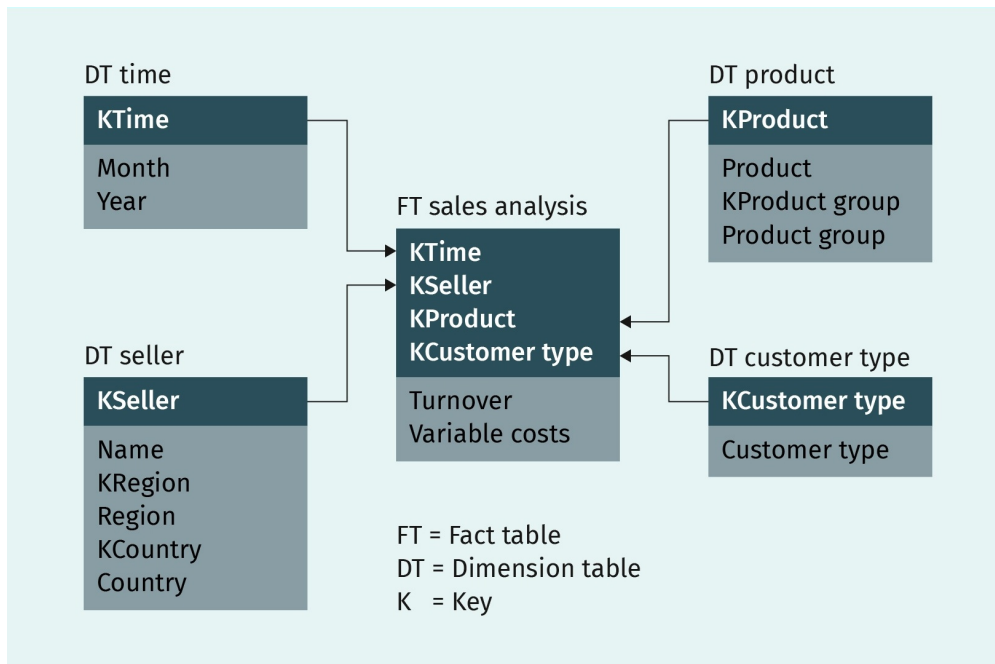 DT time
KTime
Month
Year
DT product
KProduct
Product
KProduct group
Product group
FT sales analysis
KTime
KSeller
KProduct
KCustomer type
Turnover
Variable costs
DT seller
KSeller
Name
KRegion
Region
KCountry
Country
DT customer type
KCustomer type
Customer type
FT = Fact table
DT = Dimension table
K = Key